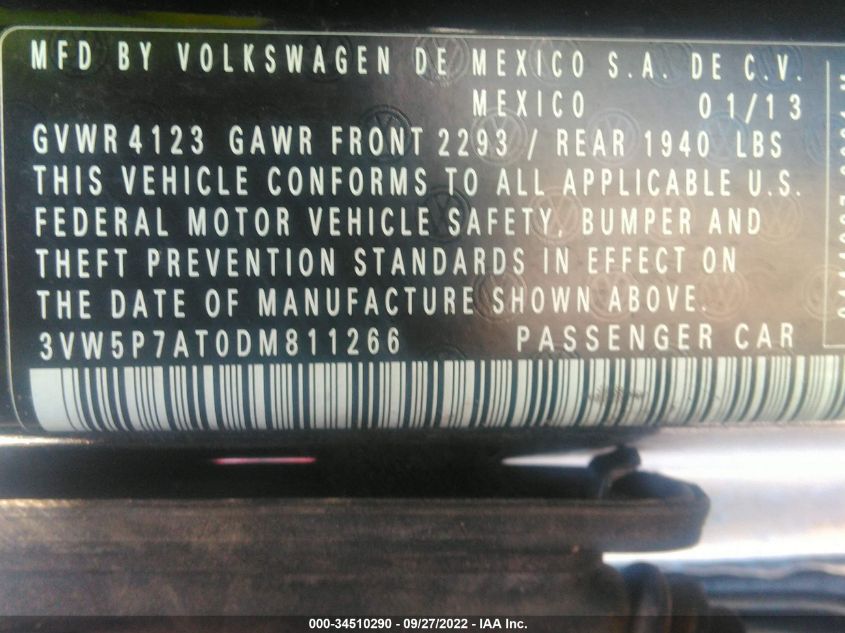 MFD BY VOLKSWAGEN DE MEXICO S.A. DE C.V.
MEXICO 01/13
GVWR 4123 GAWR FRONT 2293 / REAR 1940 LBS
THIS VEHICLE CONFORMS TO ALL APPLICABLE U.S.
FEDERAL MOTOR VEHICLE SAFETY, BUMPER AND
THEFT PREVENTION STANDARDS IN EFFECT ON
THE DATE OF MANUFACTURE SHOWN ABOVE.
3VW5P7AT0DM811266 PASSENGER CAR
000-34510290 - 09/27/2022 - IAA Inc.